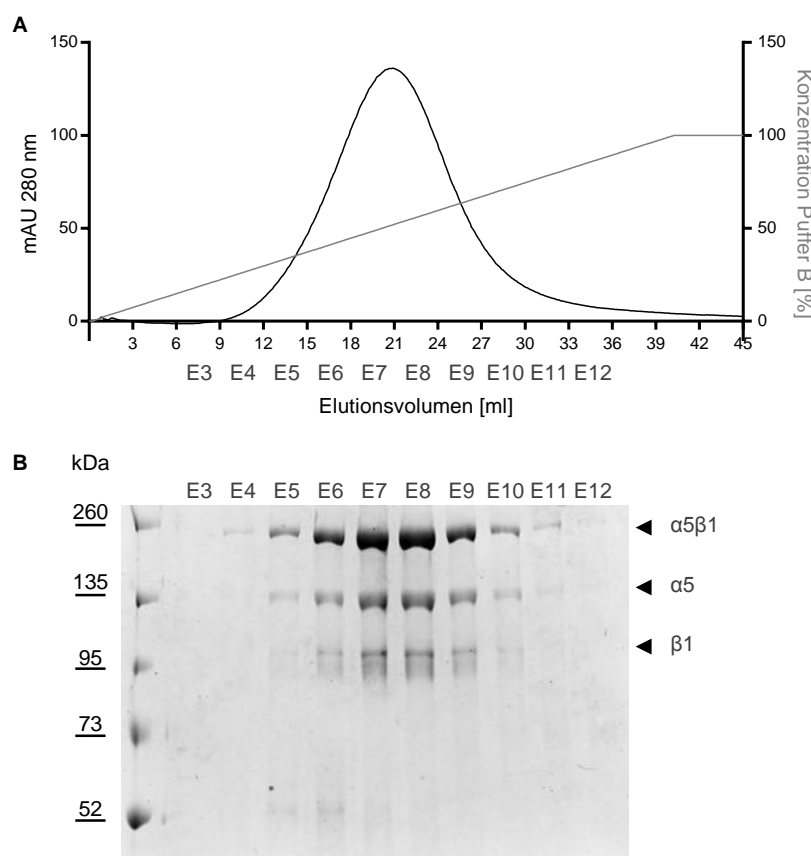 A
150
100
50
0
mAU 280 nm
150
100
50
0
Konzentration Puffer B [%]
3 6 9 12 15 18 21 24 27 30 33 36 39 42 45
E3 E4 E5 E6 E7 E8 E9 E10 E11 E12
Elutionsvolumen [ml]
B kDa
E3 E4 E5 E6 E7 E8 E9 E10 E11 E12
260
α5β1
135
α5
β1
95
73
52